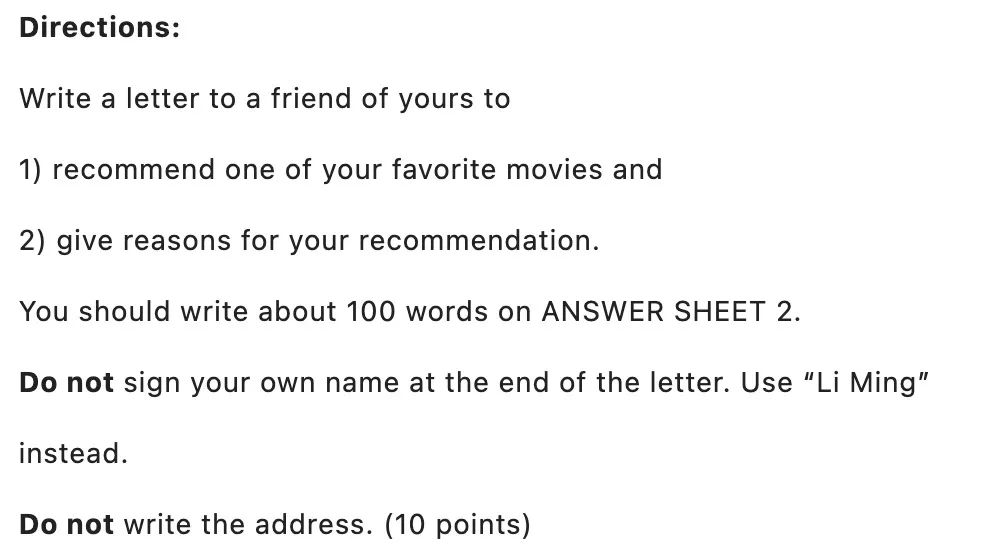 Directions:
Write a letter to a friend of yours to
1) recommend one of your favorite movies and
2) give reasons for your recommendation.
You should write about 100 words on ANSWER SHEET 2.
Do not sign your own name at the end of the letter. Use “Li Ming”
instead.
Do not write the address. (10 points)